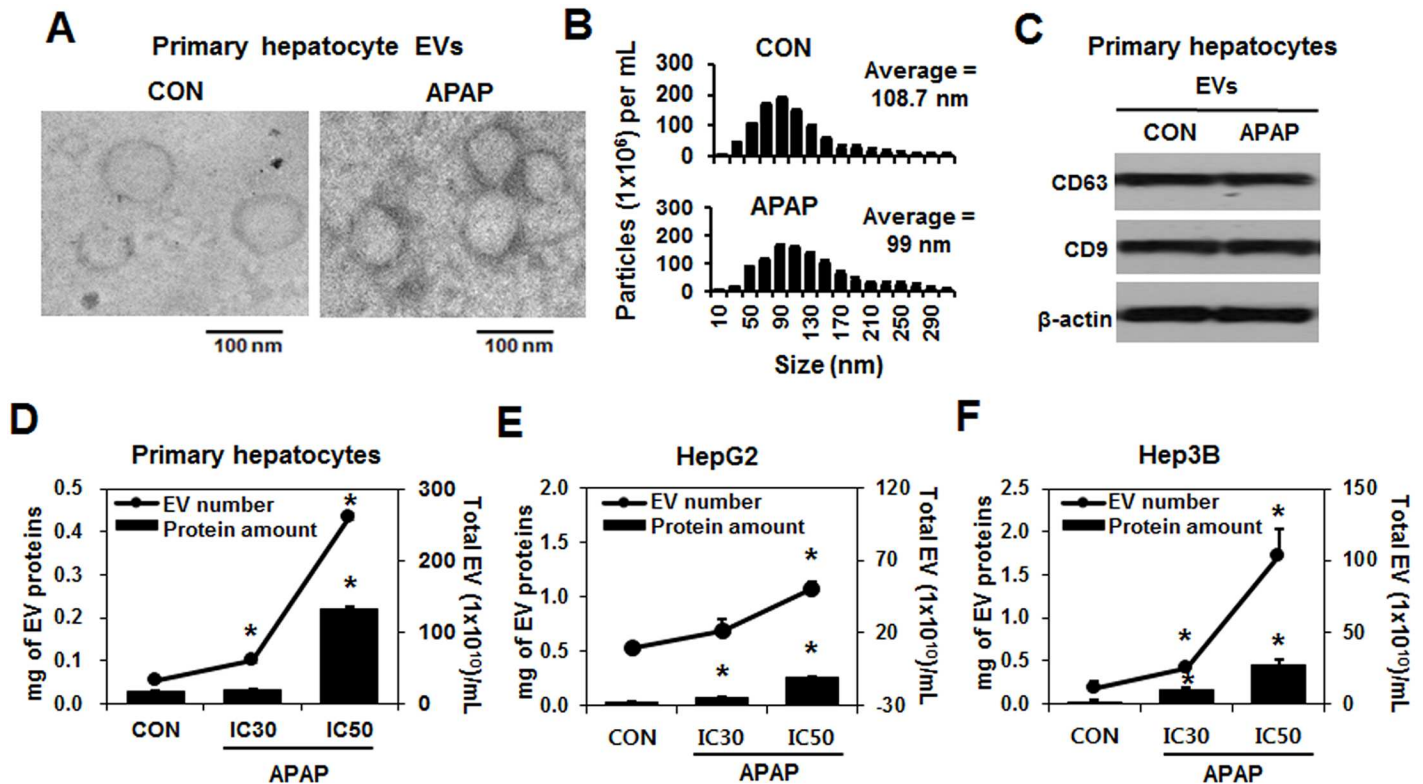 A
Primary hepatocyte EVs
CON
APAP
100 nm
100 nm
B
Particles (1x10⁶) per mL
CON
Average =
108.7 nm
300
200
100
0
APAP
Average =
99 nm
300
200
100
0
10
50
90
130
170
210
250
290
Size (nm)
C
Primary hepatocytes
EVs
CON
APAP
CD63
CD9
β-actin
D
Primary hepatocytes
mg of EV proteins
0.5
0.4
0.3
0.2
0.1
0.0
EV number
Protein amount
*
*
*
300
200
100
0
Total EV (1x10¹⁰)/mL
CON
IC30
IC50
APAP
E
HepG2
mg of EV proteins
2.0
1.5
1.0
0.5
0.0
EV number
Protein amount
*
*
*
120
70
20
-30
Total EV (1x10¹⁰)/mL
CON
IC30
IC50
APAP
F
Hep3B
mg of EV proteins
2.5
2.0
1.5
1.0
0.5
0.0
EV number
Protein amount
*
*
*
*
150
100
50
0
Total EV (1x10¹⁰)/mL
CON
IC30
IC50
APAP